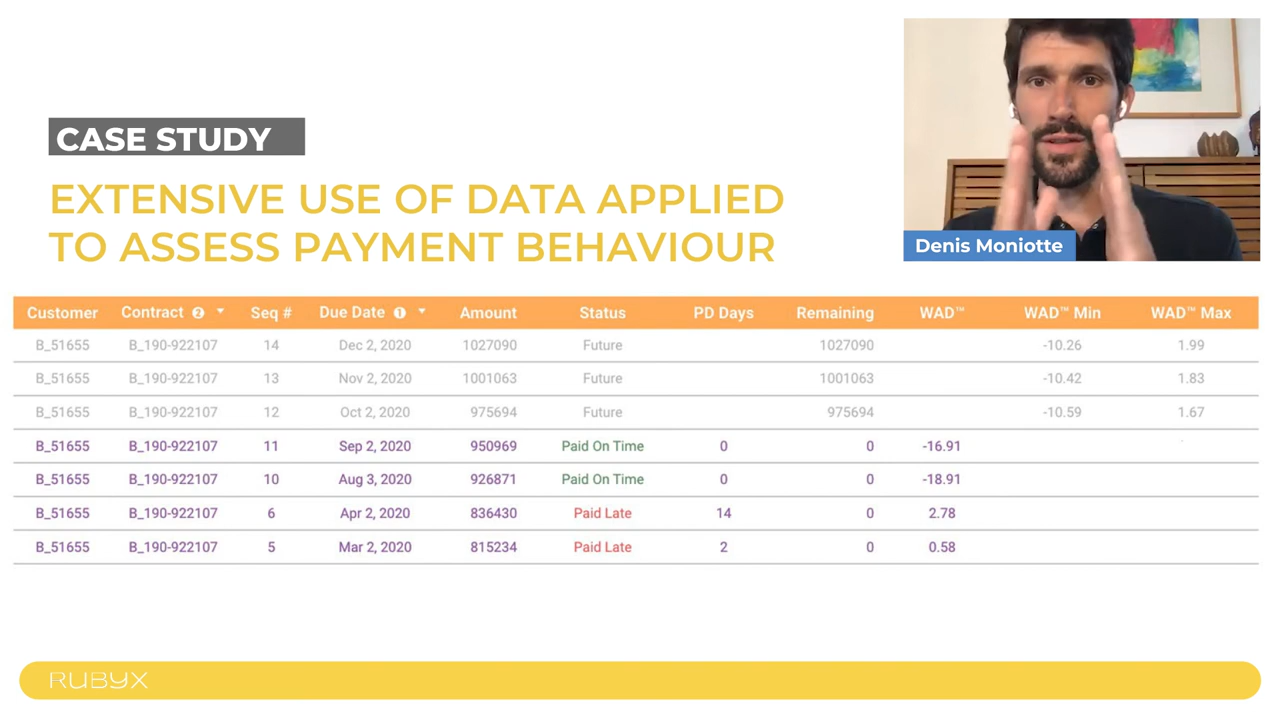 CASE STUDY
EXTENSIVE USE OF DATA APPLIED
TO ASSESS PAYMENT BEHAVIOUR
Denis Moniotte
Customer Contract ❷ ▼ Seq # Due Date ❶ ▼ Amount Status PD Days Remaining WAD™ WAD™ Min WAD™ Max
B_51655 B_190-922107 14 Dec 2, 2020 1027090 Future 1027090 -10.26 1.99
B_51655 B_190-922107 13 Nov 2, 2020 1001063 Future 1001063 -10.42 1.83
B_51655 B_190-922107 12 Oct 2, 2020 975694 Future 975694 -10.59 1.67
B_51655 B_190-922107 11 Sep 2, 2020 950969 Paid On Time 0 0 -16.91
B_51655 B_190-922107 10 Aug 3, 2020 926871 Paid On Time 0 0 -18.91
B_51655 B_190-922107 6 Apr 2, 2020 836430 Paid Late 14 0 2.78
B_51655 B_190-922107 5 Mar 2, 2020 815234 Paid Late 2 0 0.58
RUBYX